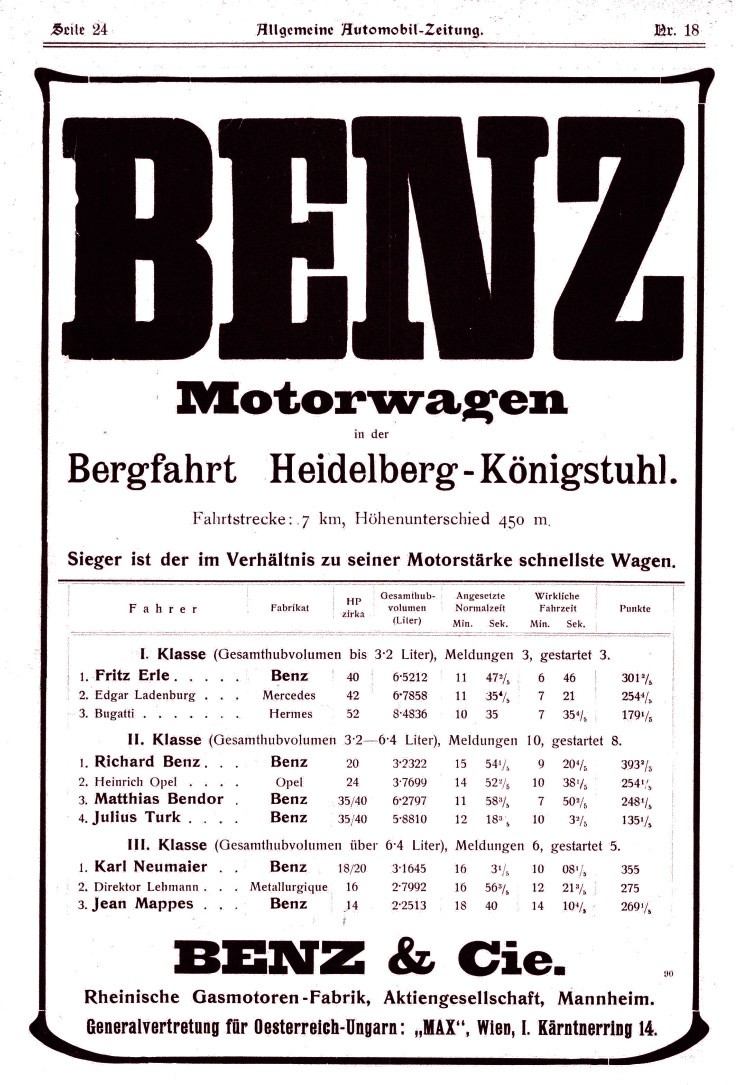 Seite 24 Allgemeine Automobil-Zeitung. Nr. 18
BENZ
Motorwagen
in der
Bergfahrt Heidelberg-Königstuhl.
Fahrtstrecke: 7 km, Höhenunterschied 450 m.
Sieger ist der im Verhältnis zu seiner Motorstärke schnellste Wagen.
Fahrer Fabrikat HP zirka Gesamthub-volumen (Liter) Angesetzte Normalzeit Min. Sek. Wirkliche Fahrzeit Min. Sek. Punkte
I. Klasse (Gesamthubvolumen bis 3·2 Liter), Meldungen 3, gestartet 3.
1. Fritz Erle . . . . . Benz 40 6·5212 11 47²/₅ 6 46 301²/₅
2. Edgar Ladenburg . . . Mercedes 42 6·7858 11 35⁴/₅ 7 21 254⁴/₅
3. Bugatti . . . . . . . Hermes 52 8·4836 10 35 7 35⁴/₅ 179¹/₅
II. Klasse (Gesamthubvolumen 3·2—6·4 Liter), Meldungen 10, gestartet 8.
1. Richard Benz . . . Benz 20 3·2322 15 54¹/₅ 9 20⁴/₅ 393²/₅
2. Heinrich Opel . . . . Opel 24 3·7699 14 52²/₅ 10 38¹/₅ 254¹/₅
3. Matthias Bendor . Benz 35/40 6·2797 11 58³/₅ 7 50²/₅ 248¹/₅
4. Julius Turk . . . . Benz 35/40 5·8810 12 18³/₅ 10 3²/₅ 135¹/₅
III. Klasse (Gesamthubvolumen über 6·4 Liter), Meldungen 6, gestartet 5.
1. Karl Neumaier . . Benz 18/20 3·1645 16 3¹/₅ 10 08¹/₅ 355
2. Direktor Lehmann . . . Metallurgique 16 2·7992 16 56³/₅ 12 21³/₅ 275
3. Jean Mappes . . . Benz 14 2·2513 18 40 14 10⁴/₅ 269¹/₅
BENZ & Cie.
90
Rheinische Gasmotoren-Fabrik, Aktiengesellschaft, Mannheim.
Generalvertretung für Oesterreich-Ungarn: „MAX“, Wien, I. Kärntnerring 14.